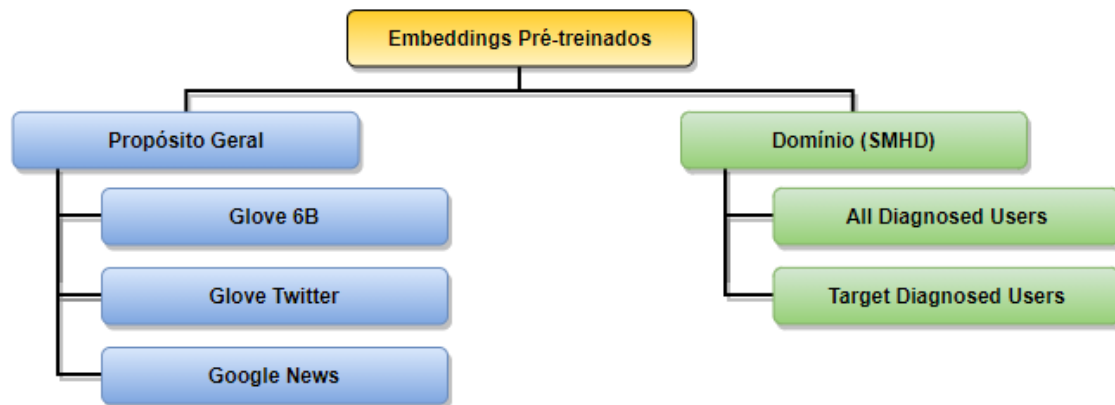 Embeddings Pré-treinados
Propósito Geral
Glove 6B
Glove Twitter
Google News
Domínio (SMHD)
All Diagnosed Users
Target Diagnosed Users